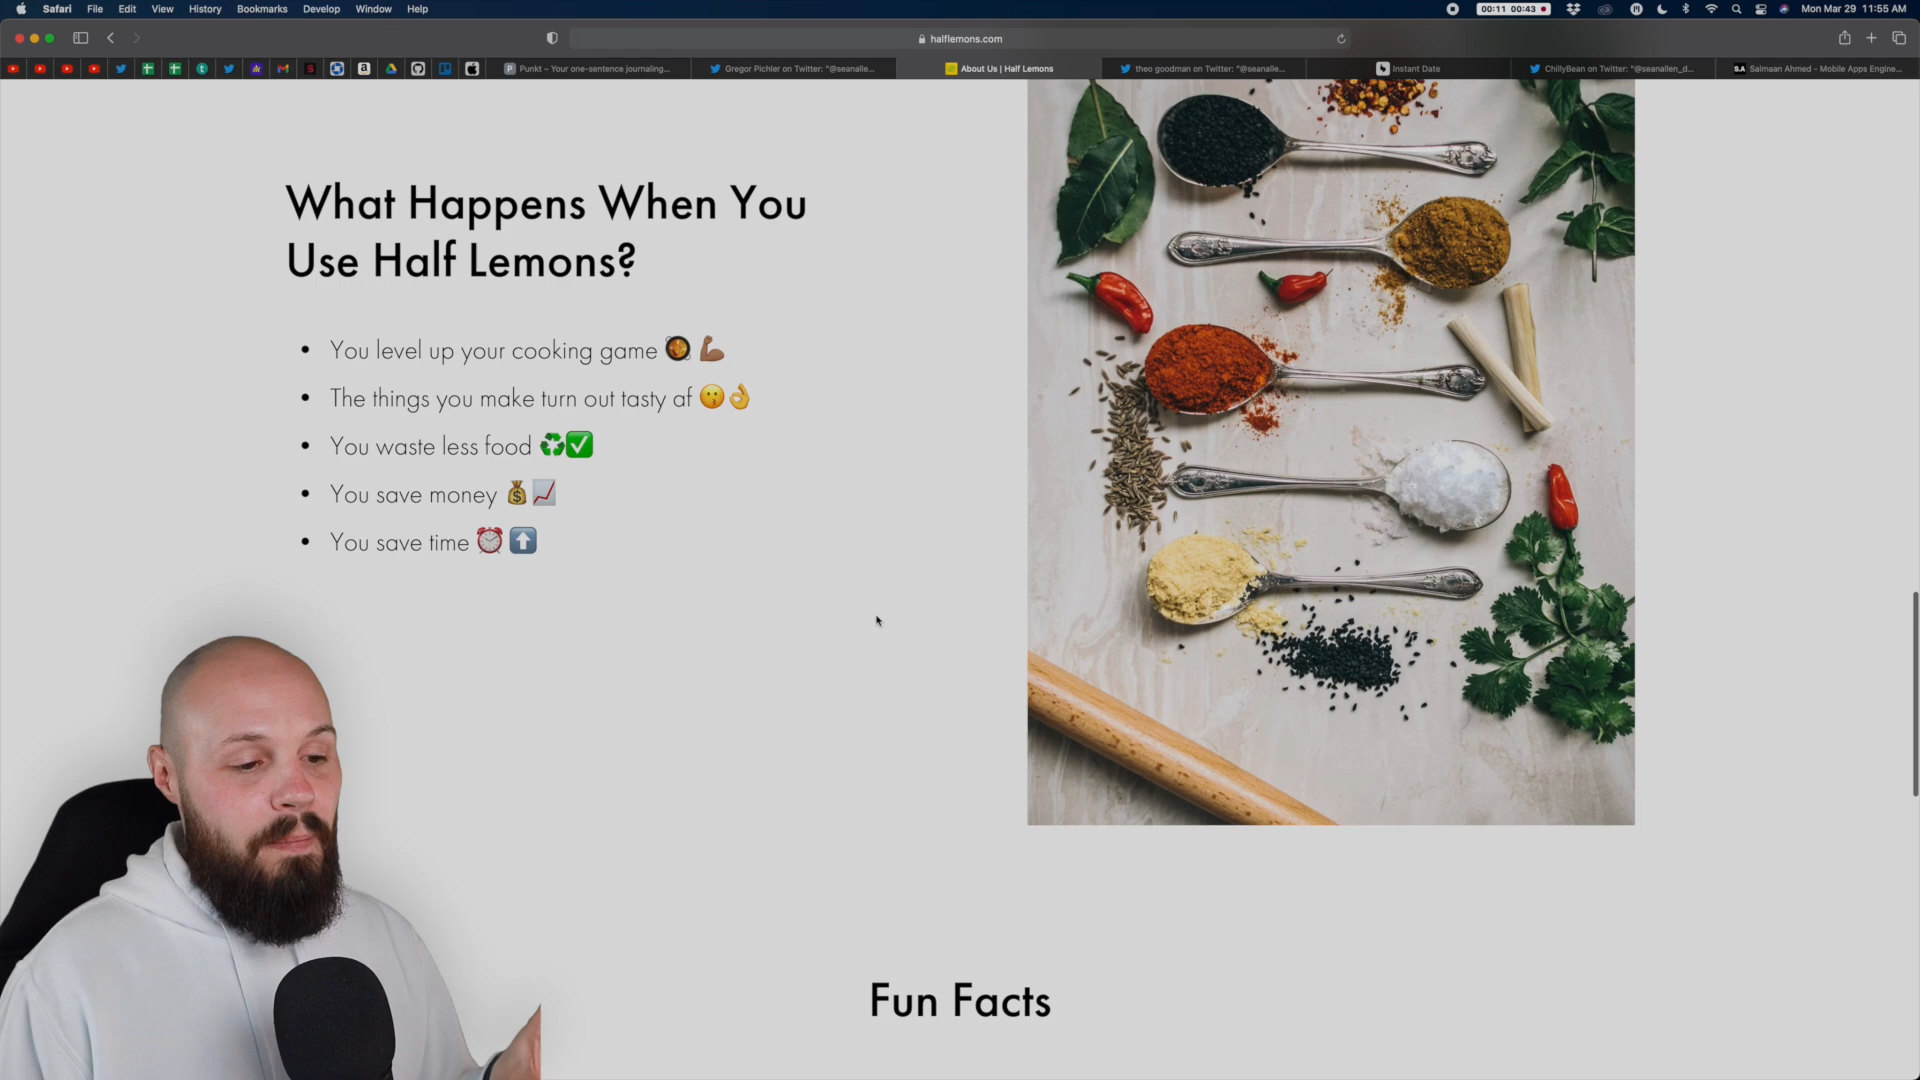 Safari File Edit View History Bookmarks Develop Window Help
00:11 00:43
Mon Mar 29 11:55 AM
halflemons.com
Punkt – Your one-sentence journaling...
Gregor Pichler on Twitter: "@seanalle...
About Us | Half Lemons
theo goodman on Twitter: "@seanalle...
Instant Date
ChillyBean on Twitter: "@seanallen_d...
S.A Salmaan Ahmed - Mobile Apps Engine...
What Happens When You
Use Half Lemons?
• You level up your cooking game 🥘 💪🏽
• The things you make turn out tasty af 😗👌
• You waste less food ♻️✅
• You save money 💰📈
• You save time ⏰ ⬆️
Fun Facts